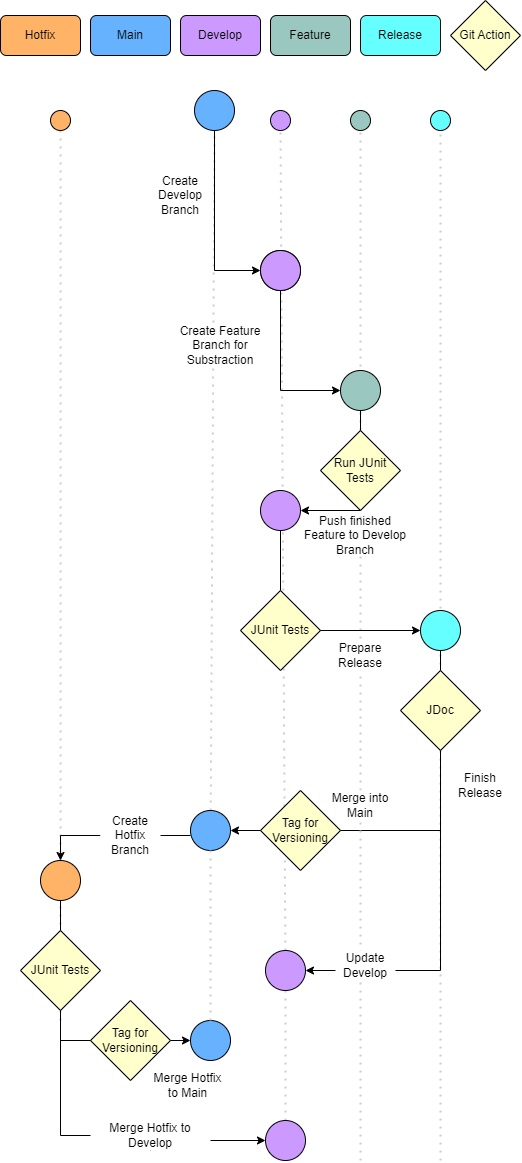 Hotfix
Main
Develop
Feature
Release
Git Action
Create
Develop
Branch
Create Feature
Branch for
Substraction
Run JUnit
Tests
Push finished
Feature to Develop
Branch
JUnit Tests
Prepare
Release
JDoc
Finish
Release
Merge into
Main
Tag for
Versioning
Create
Hotfix
Branch
Update
Develop
JUnit Tests
Tag for
Versioning
Merge Hotfix
to Main
Merge Hotfix to
Develop